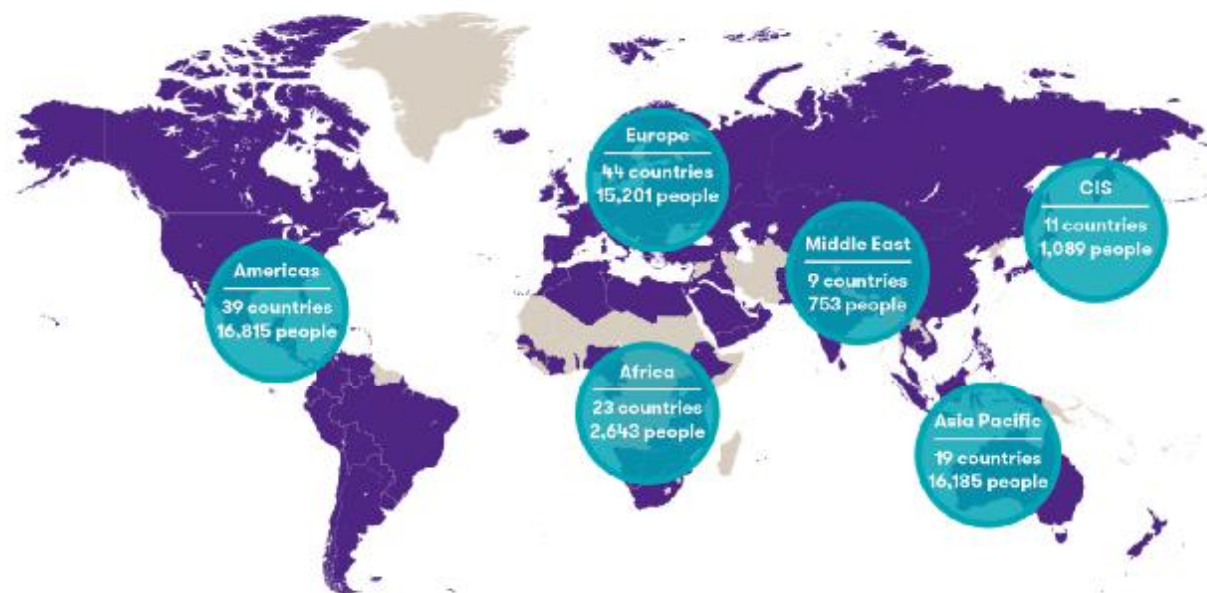 Europe
44 countries
15,201 people
CIS
11 countries
1,089 people
Middle East
9 countries
753 people
Americas
39 countries
16,815 people
Africa
23 countries
2,643 people
Asia Pacific
19 countries
16,185 people